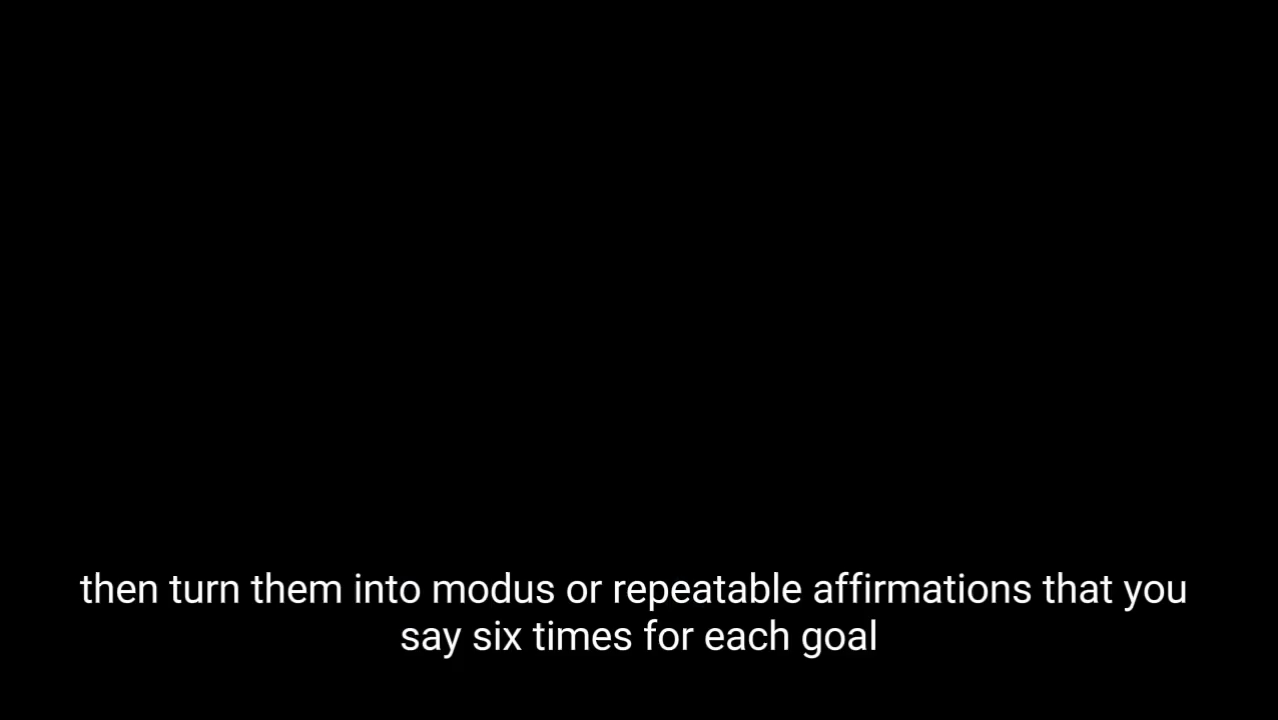 then turn them into modus or repeatable affirmations that you
say six times for each goal